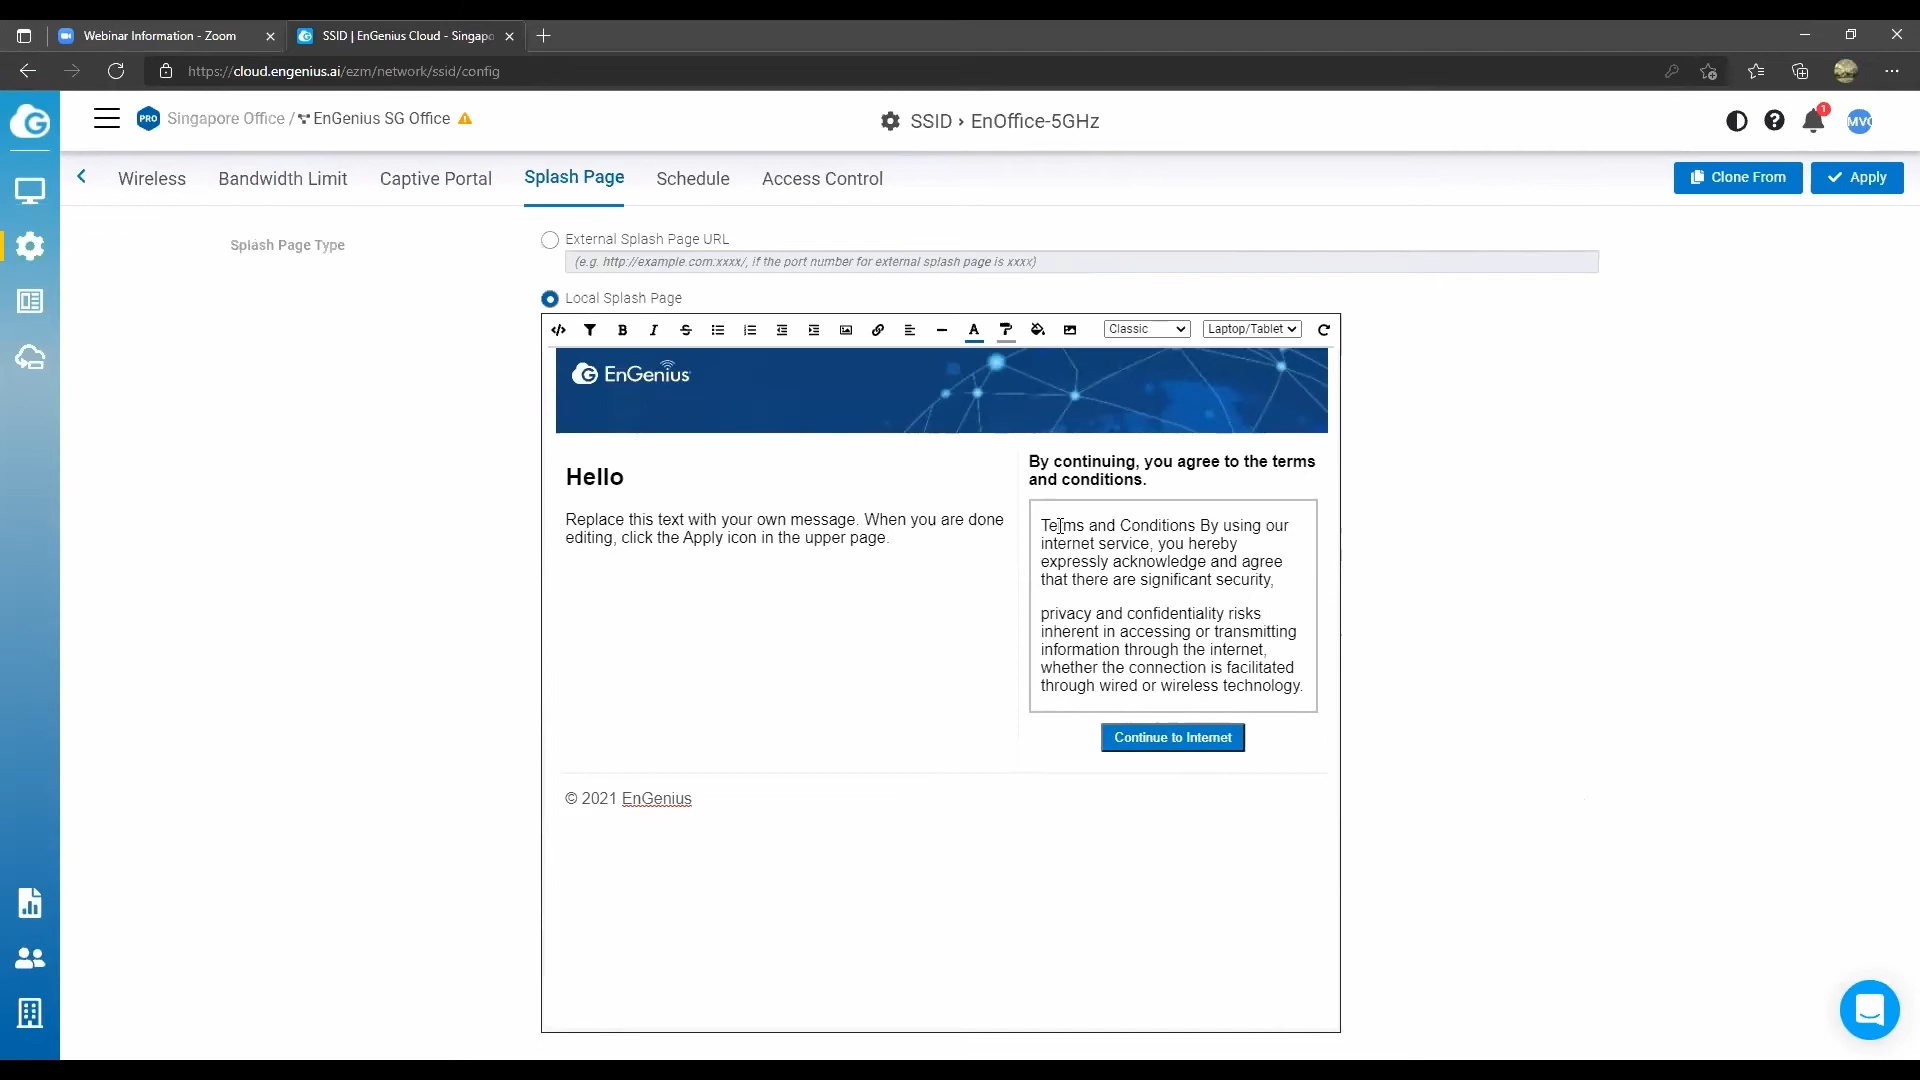 Webinar Information - Zoom
SSID | EnGenius Cloud - Singapo
https://cloud.engenius.ai/ezm/network/ssid/config
PRO
Singapore Office / EnGenius SG Office
SSID › EnOffice-5GHz
1
MVC
Wireless
Bandwidth Limit
Captive Portal
Splash Page
Schedule
Access Control
Clone From
Apply
Splash Page Type
External Splash Page URL
(e.g. http://example.com:xxxx/, if the port number for external splash page is xxxx)
Local Splash Page
Classic
Laptop/Tablet
EnGenius
Hello
Replace this text with your own message. When you are done
editing, click the Apply icon in the upper page.
By continuing, you agree to the terms
and conditions.
Terms and Conditions By using our
internet service, you hereby
expressly acknowledge and agree
that there are significant security,
privacy and confidentiality risks
inherent in accessing or transmitting
information through the internet,
whether the connection is facilitated
through wired or wireless technology.
Continue to Internet
© 2021 EnGenius